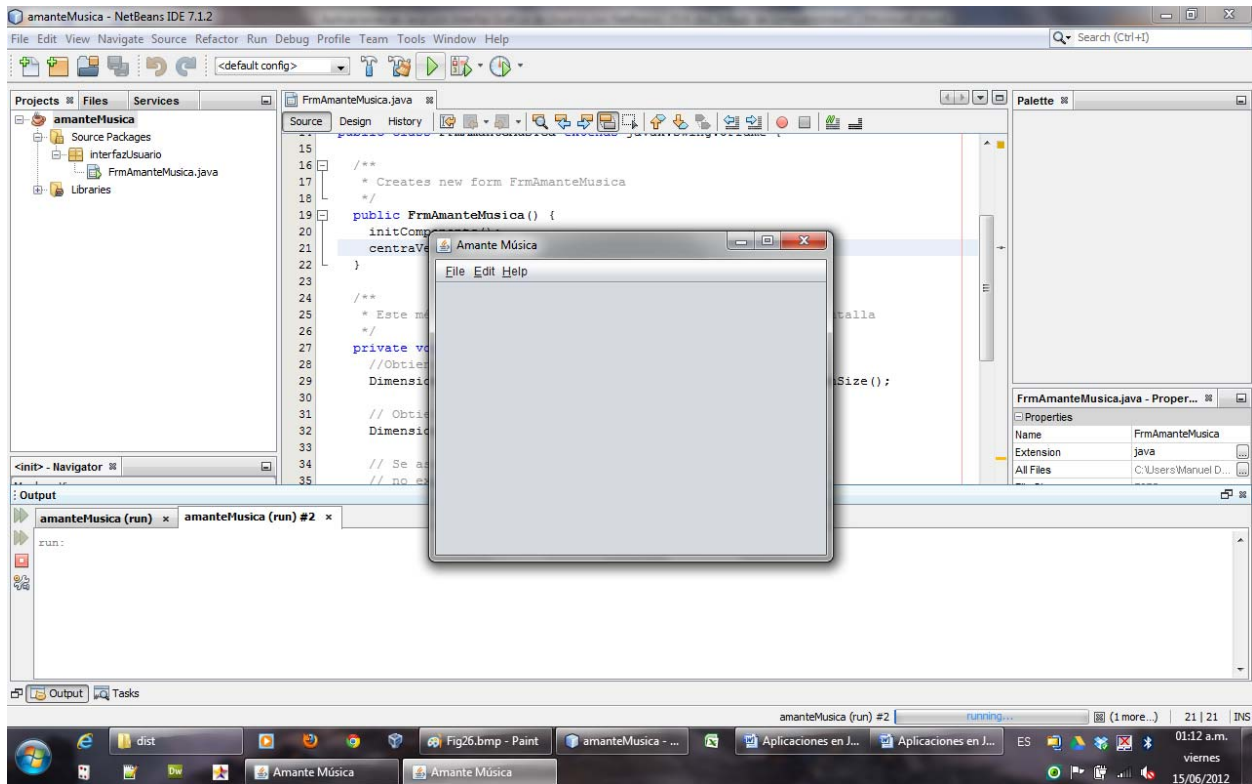 amanteMusica - NetBeans IDE 7.1.2
File Edit View Navigate Source Refactor Run Debug Profile Team Tools Window Help
Search (Ctrl+I)
<default config>
Projects Files Services
FrmAmanteMusica.java
Palette
amanteMusica
Source Packages
interfazUsuario
FrmAmanteMusica.java
Libraries
Source Design History
15
16 /**
17 * Creates new form FrmAmanteMusica
18 */
19 public FrmAmanteMusica() {
20 initComponents();
21 centraVe
22 }
23
24 /**
25 * Este mé talla
26 */
27 private vo
28 //Obtien
29 Dimensio nSize();
30
31 // Obtie
32 Dimensio
33
34 // Se as
35 // no ex
Amante Música
File Edit Help
FrmAmanteMusica.java - Proper...
Properties
Name FrmAmanteMusica
Extension java
All Files C:\Users\Manuel D...
<init> - Navigator
Output
amanteMusica (run) amanteMusica (run) #2
run:
Output Tasks
amanteMusica (run) #2 running... (1 more...) 21 | 21 INS
dist
Fig26.bmp - Paint
amanteMusica - ...
Aplicaciones en J...
Aplicaciones en J...
ES
01:12 a.m.
viernes
15/06/2012
Dw
Amante Música
Amante Música